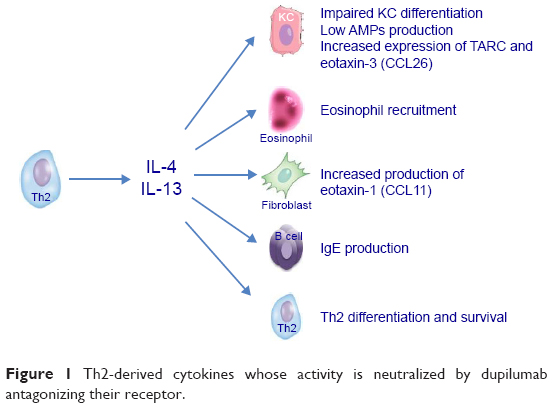 KC
Impaired KC differentiation
Low AMPs production
Increased expression of TARC and
eotaxin-3 (CCL26)
Eosinophil
Eosinophil recruitment
Th2
IL-4
IL-13
Fibroblast
Increased production of
eotaxin-1 (CCL11)
B cell
IgE production
Th2
Th2 differentiation and survival
Figure 1 Th2-derived cytokines whose activity is neutralized by dupilumab
antagonizing their receptor.